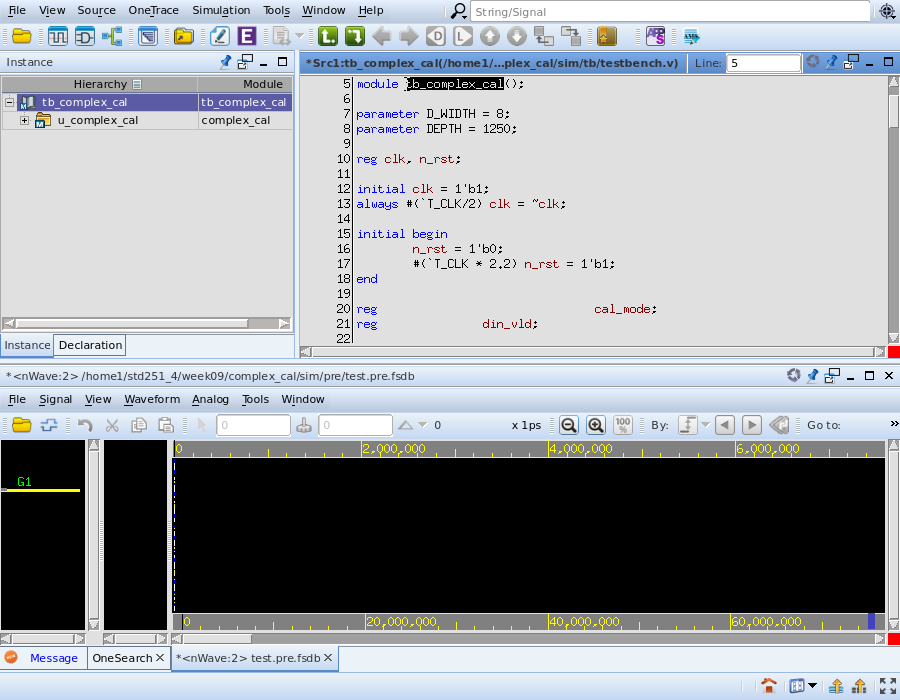 File View Source OneTrace Simulation Tools Window Help String/Signal
Instance
*Src1:tb_complex_cal(/home1/...plex_cal/sim/tb/testbench.v) Line: 5
Hierarchy Module
tb_complex_cal tb_complex_cal
u_complex_cal complex_cal
Instance Declaration
5 module tb_complex_cal();
6
7 parameter D_WIDTH = 8;
8 parameter DEPTH = 1250;
9
10 reg clk, n_rst;
11
12 initial clk = 1'b1;
13 always #(`T_CLK/2) clk = ~clk;
14
15 initial begin
16 n_rst = 1'b0;
17 #(`T_CLK * 2.2) n_rst = 1'b1;
18 end
19
20 reg cal_mode;
21 reg din_vld;
22
*<nWave:2> /home1/std251_4/week09/complex_cal/sim/pre/test.pre.fsdb
File Signal View Waveform Analog Tools Window
0 0 0 x 1ps 100 % By: Go to: »
0 2,000,000 4,000,000 6,000,000
G1
0 20,000,000 40,000,000 60,000,000
Message OneSearch *<nWave:2> test.pre.fsdb